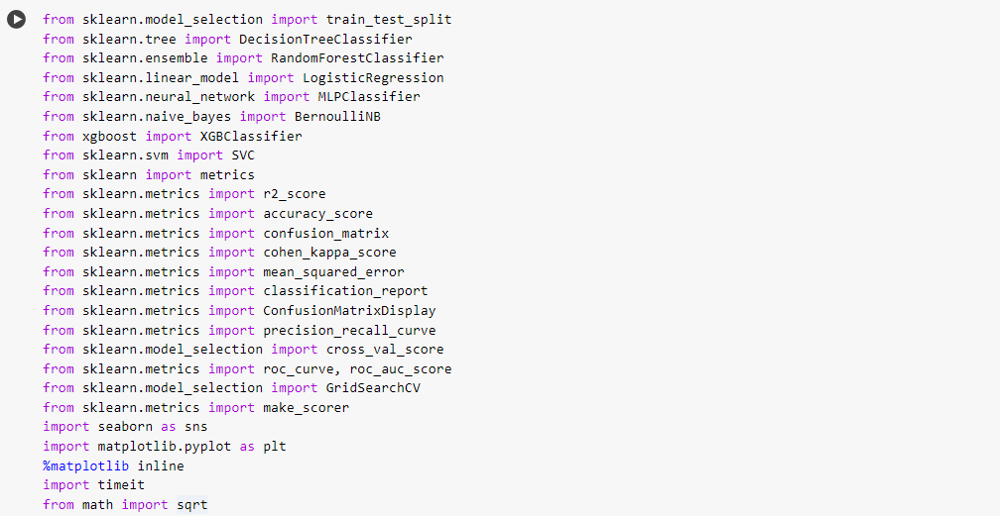 from sklearn.model_selection import train_test_split
from sklearn.tree import DecisionTreeClassifier
from sklearn.ensemble import RandomForestClassifier
from sklearn.linear_model import LogisticRegression
from sklearn.neural_network import MLPClassifier
from sklearn.naive_bayes import BernoulliNB
from xgboost import XGBClassifier
from sklearn.svm import SVC
from sklearn import metrics
from sklearn.metrics import r2_score
from sklearn.metrics import accuracy_score
from sklearn.metrics import confusion_matrix
from sklearn.metrics import cohen_kappa_score
from sklearn.metrics import mean_squared_error
from sklearn.metrics import classification_report
from sklearn.metrics import ConfusionMatrixDisplay
from sklearn.metrics import precision_recall_curve
from sklearn.model_selection import cross_val_score
from sklearn.metrics import roc_curve, roc_auc_score
from sklearn.model_selection import GridSearchCV
from sklearn.metrics import make_scorer
import seaborn as sns
import matplotlib.pyplot as plt
%matplotlib inline
import timeit
from math import sqrt